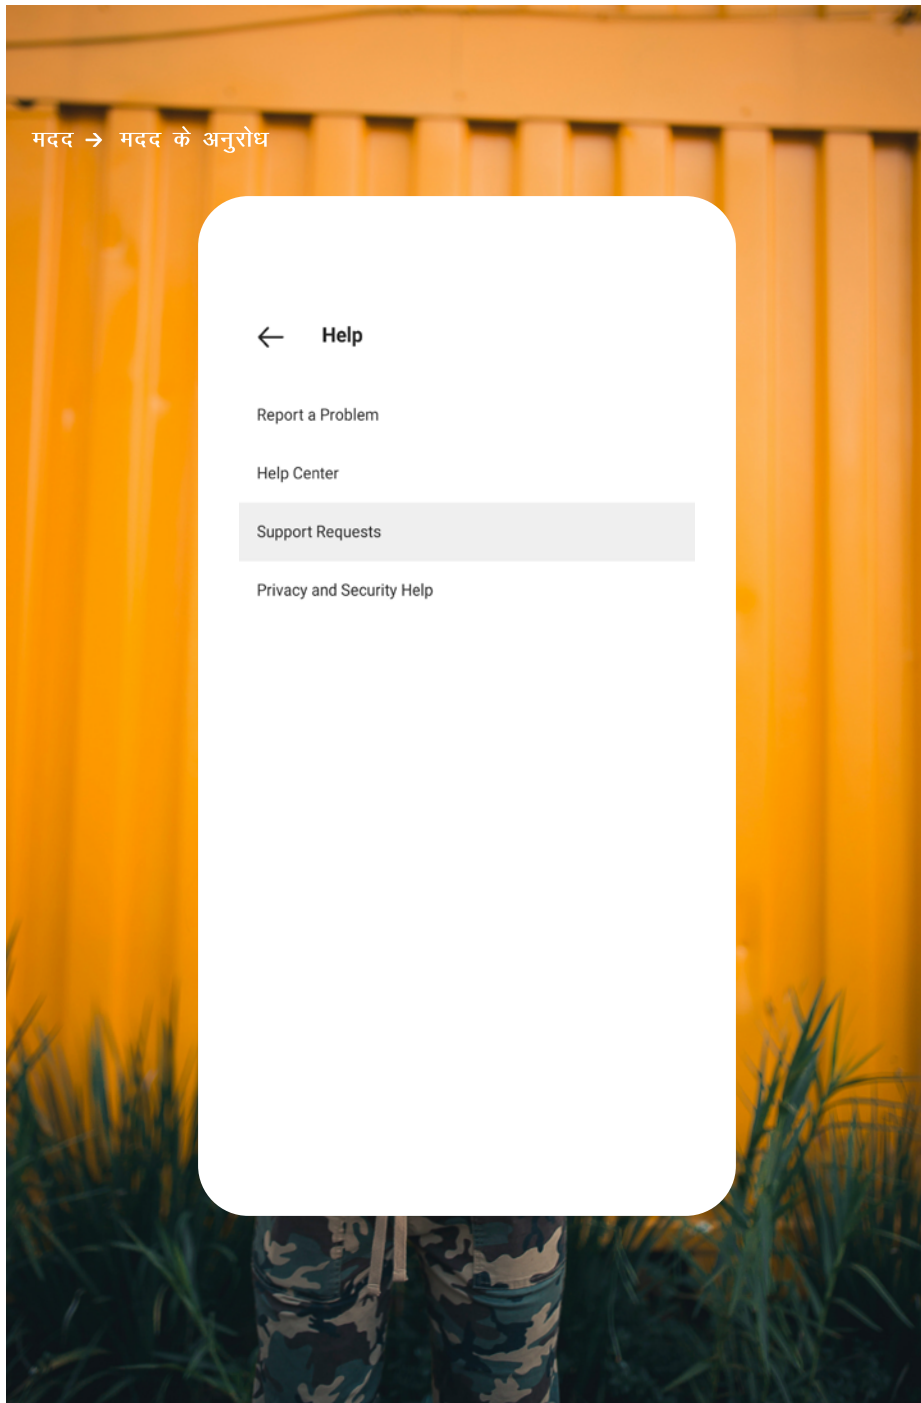 मदद → मदद के अनुरोध
← Help
Report a Problem
Help Center
Support Requests
Privacy and Security Help